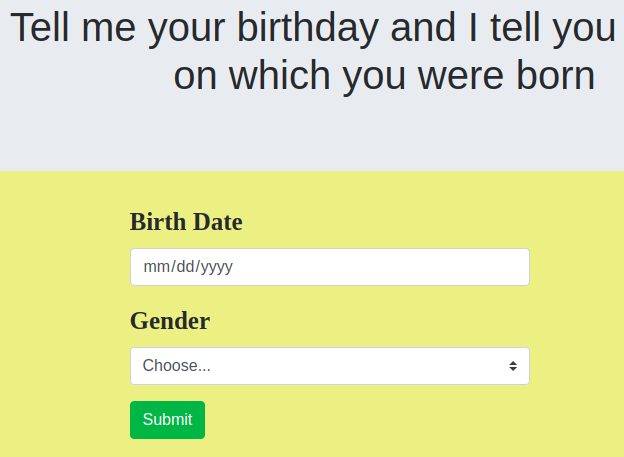 Tell me your birthday and I tell you
on which you were born
Birth Date
mm/dd/yyyy
Gender
Choose...
Submit